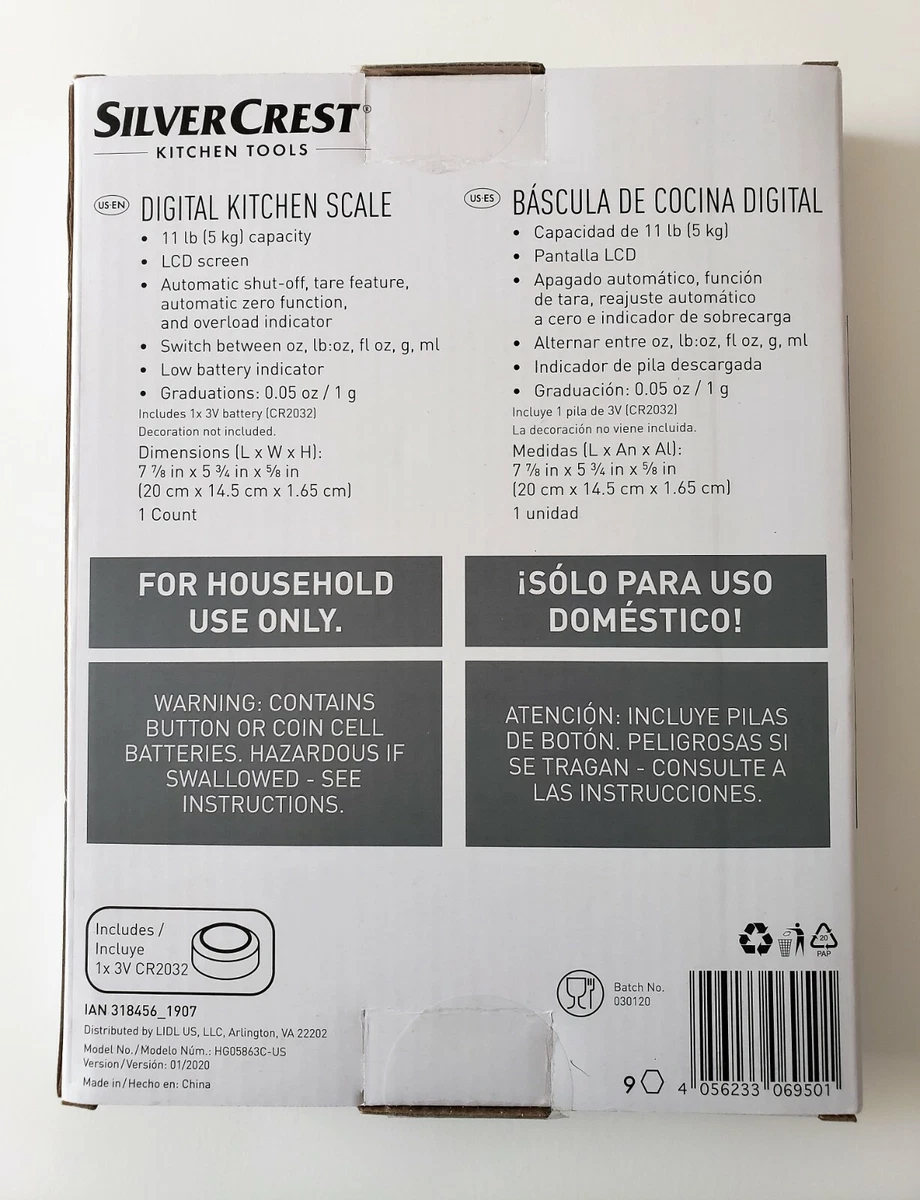 SILVERCREST®
KITCHEN TOOLS
US-EN
DIGITAL KITCHEN SCALE
• 11 lb (5 kg) capacity
• LCD screen
• Automatic shut-off, tare feature,
automatic zero function,
and overload indicator
• Switch between oz, lb:oz, fl oz, g, ml
• Low battery indicator
• Graduations: 0.05 oz / 1 g
Includes 1x 3V battery (CR2032)
Decoration not included.
Dimensions (L x W x H):
7 ⅞ in x 5 ¾ in x ⅝ in
(20 cm x 14.5 cm x 1.65 cm)
1 Count
US-ES
BÁSCULA DE COCINA DIGITAL
• Capacidad de 11 lb (5 kg)
• Pantalla LCD
• Apagado automático, función
de tara, reajuste automático
a cero e indicador de sobrecarga
• Alternar entre oz, lb:oz, fl oz, g, ml
• Indicador de pila descargada
• Graduación: 0.05 oz / 1 g
Incluye 1 pila de 3V (CR2032)
La decoración no viene incluida.
Medidas (L x An x Al):
7 ⅞ in x 5 ¾ in x ⅝ in
(20 cm x 14.5 cm x 1.65 cm)
1 unidad
FOR HOUSEHOLD
USE ONLY.
¡SÓLO PARA USO
DOMÉSTICO!
WARNING: CONTAINS
BUTTON OR COIN CELL
BATTERIES. HAZARDOUS IF
SWALLOWED - SEE
INSTRUCTIONS.
ATENCIÓN: INCLUYE PILAS
DE BOTÓN. PELIGROSAS SI
SE TRAGAN - CONSULTE A
LAS INSTRUCCIONES.
Includes /
Incluye
1x 3V CR2032
IAN 318456_1907
Distributed by LIDL US, LLC, Arlington, VA 22202
Model No./Modelo Núm.: HG05863C-US
Version/Versión: 01/2020
Made in/Hecho en: China
20
PAP
Batch No.
030120
9
4 056233 069501